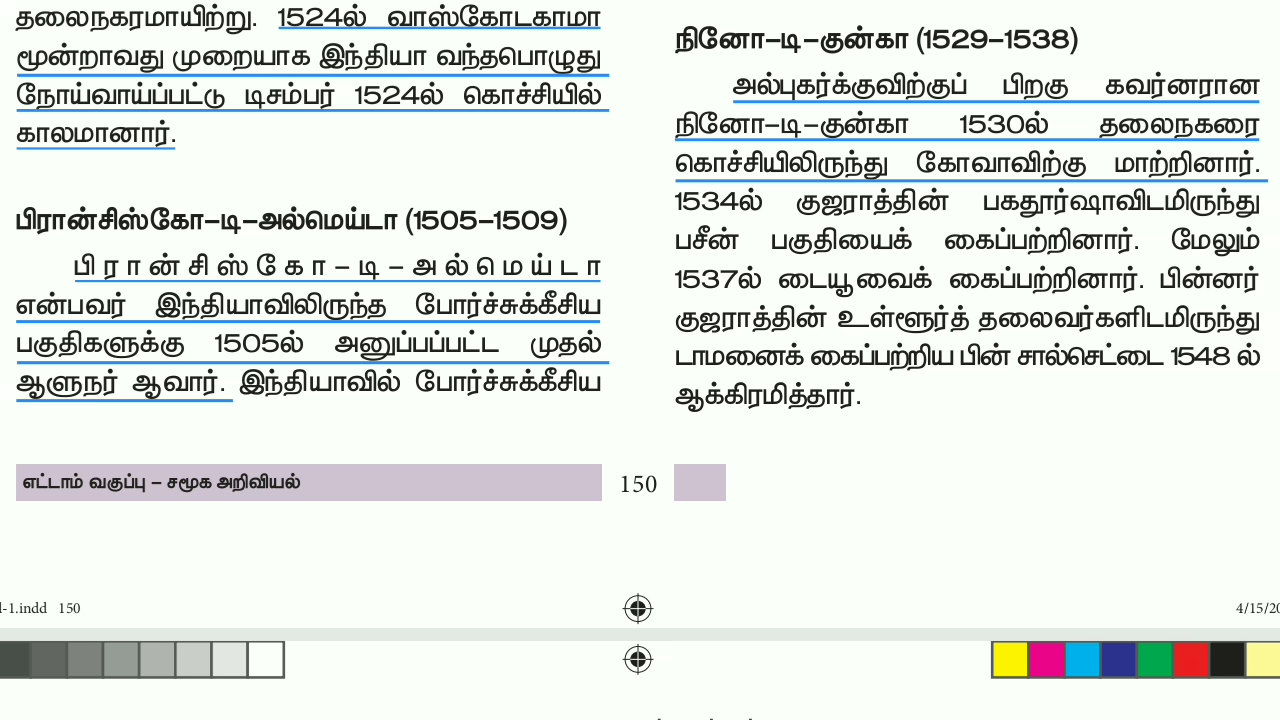 தலைநகரமாயிற்று. 1524ல் வாஸ்கோடகாமா
மூன்றாவது முறையாக இந்தியா வந்தபொழுது
நோய்வாய்ப்பட்டு டிசம்பர் 1524ல் கொச்சியில்
காலமானார்.
பிரான்சிஸ்கோ–டி–அல்மெய்டா (1505–1509)
பிரான்சிஸ்கோ–டி–அல்மெய்டா
என்பவர் இந்தியாவிலிருந்த போர்ச்சுக்கீசிய
பகுதிகளுக்கு 1505ல் அனுப்பப்பட்ட முதல்
ஆளுநர் ஆவார். இந்தியாவில் போர்ச்சுக்கீசிய
நினோ–டி–குன்கா (1529–1538)
அல்புகர்க்குவிற்குப் பிறகு கவர்னரான
நினோ–டி–குன்கா 1530ல் தலைநகரை
கொச்சியிலிருந்து கோவாவிற்கு மாற்றினார்.
1534ல் குஜராத்தின் பகதூர்ஷாவிடமிருந்து
பசீன் பகுதியைக் கைப்பற்றினார். மேலும்
1537ல் டையூவைக் கைப்பற்றினார். பின்னர்
குஜராத்தின் உள்ளூர்த் தலைவர்களிடமிருந்து
டாமனைக் கைப்பற்றிய பின் சால்செட்டை 1548 ல்
ஆக்கிரமித்தார்.
எட்டாம் வகுப்பு – சமூக அறிவியல்
150
l-1.indd 150
4/15/20